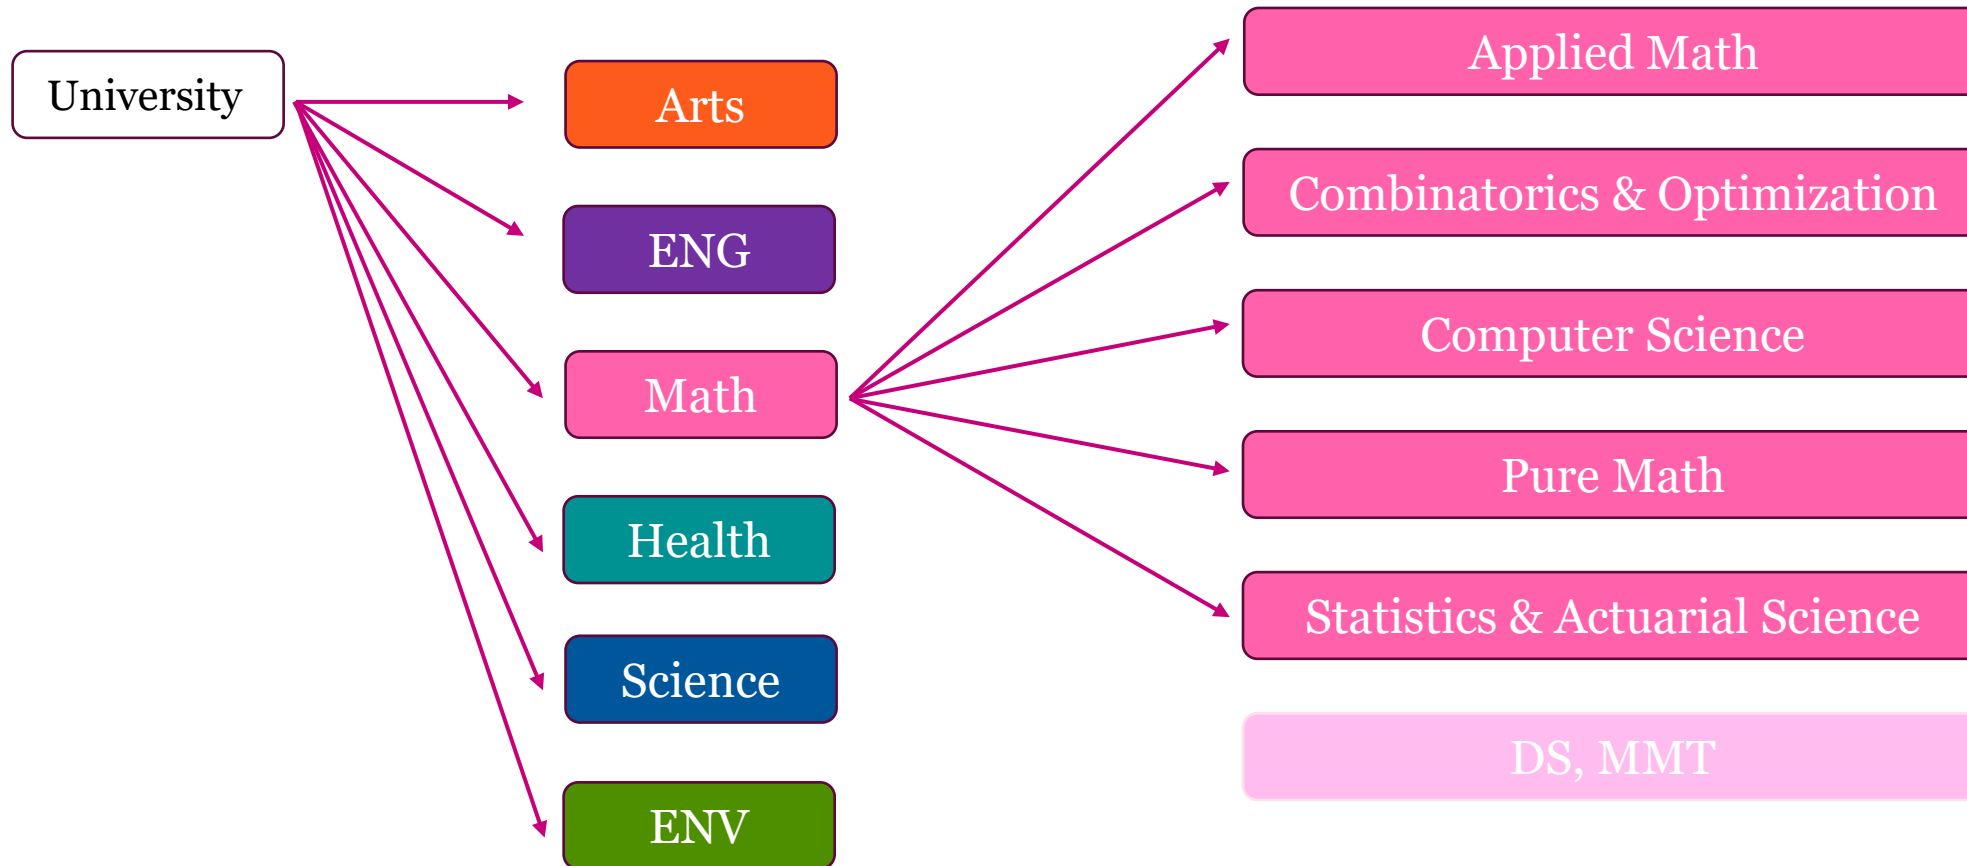 University
Arts
ENG
Math
Health
Science
ENV
Applied Math
Combinatorics & Optimization
Computer Science
Pure Math
Statistics & Actuarial Science
DS, MMT